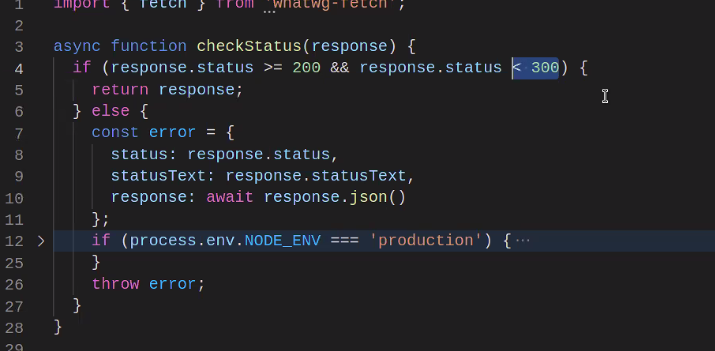 1 import { fetch } from 'whatwg-fetch';
2
3 async function checkStatus(response) {
4 if (response.status >= 200 && response.status < 300) {
5 return response;
6 } else {
7 const error = {
8 status: response.status,
9 statusText: response.statusText,
10 response: await response.json()
11 };
12 if (process.env.NODE_ENV === 'production') {···
25 }
26 throw error;
27 }
28 }
29